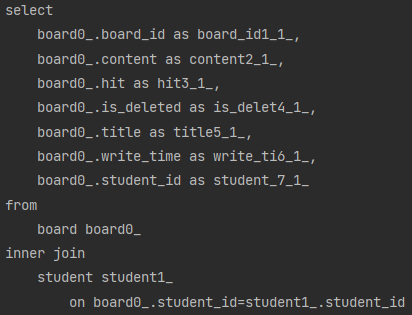 select
    board0_.board_id as board_id1_1_,
    board0_.content as content2_1_,
    board0_.hit as hit3_1_,
    board0_.is_deleted as is_delet4_1_,
    board0_.title as title5_1_,
    board0_.write_time as write_ti6_1_,
    board0_.student_id as student_7_1_
from
    board board0_
inner join
    student student1_
        on board0_.student_id=student1_.student_id